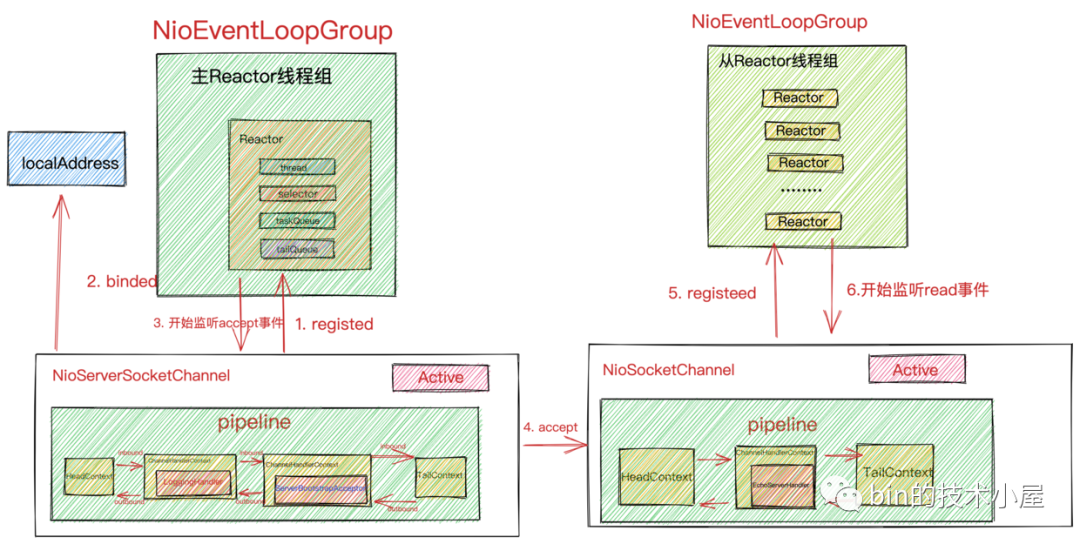 NioEventLoopGroup
主Reactor线程组
Reactor
thread
selector
taskQueue
tailQueue
localAddress
2. binded
3. 开始监听accept事件
1. registed
NioServerSocketChannel
Active
pipeline
HeadContext
inbound
outbound
ChannelHandlerContext
LoggingHandler
inbound
outbound
ChannelHandlerContext
ServerBootstrapAcceptor
inbound
outbound
TailContext
4. accept
NioEventLoopGroup
从Reactor线程组
Reactor
Reactor
Reactor
........
Reactor
5. registeed
6.开始监听read事件
NioSocketChannel
Active
pipeline
HeadContext
ChannelHandlerContext
EchoServerHandler
TailContext
bin的技术小屋